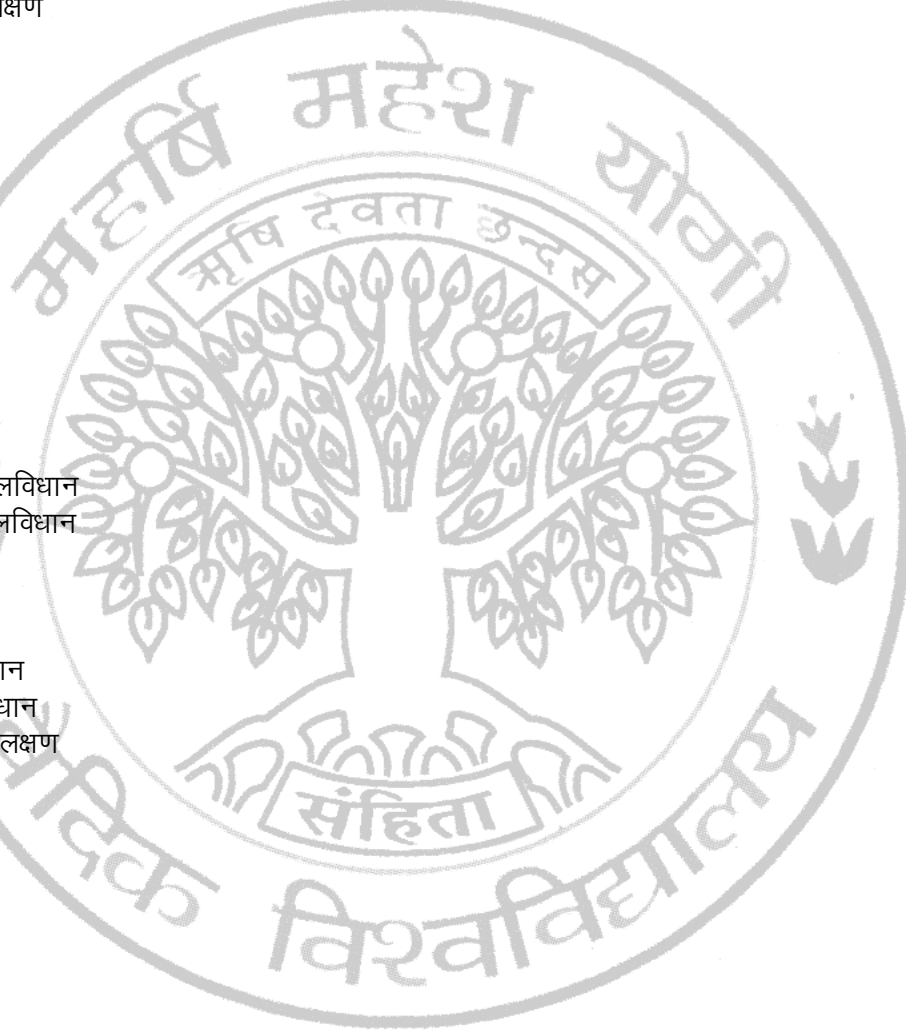 क्षण
महर्षि महेश योगी
ऋषि देवता छन्दस
लविधान
लविधान
ान
धान
लक्षण
संहिता
वैदिक विश्वविद्यालय